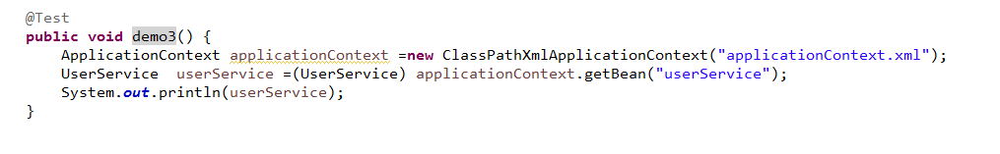 @Test
public void demo3() {
ApplicationContext applicationContext =new ClassPathXmlApplicationContext("applicationContext.xml");
UserService  userService =(UserService) applicationContext.getBean("userService");
System.out.println(userService);
}